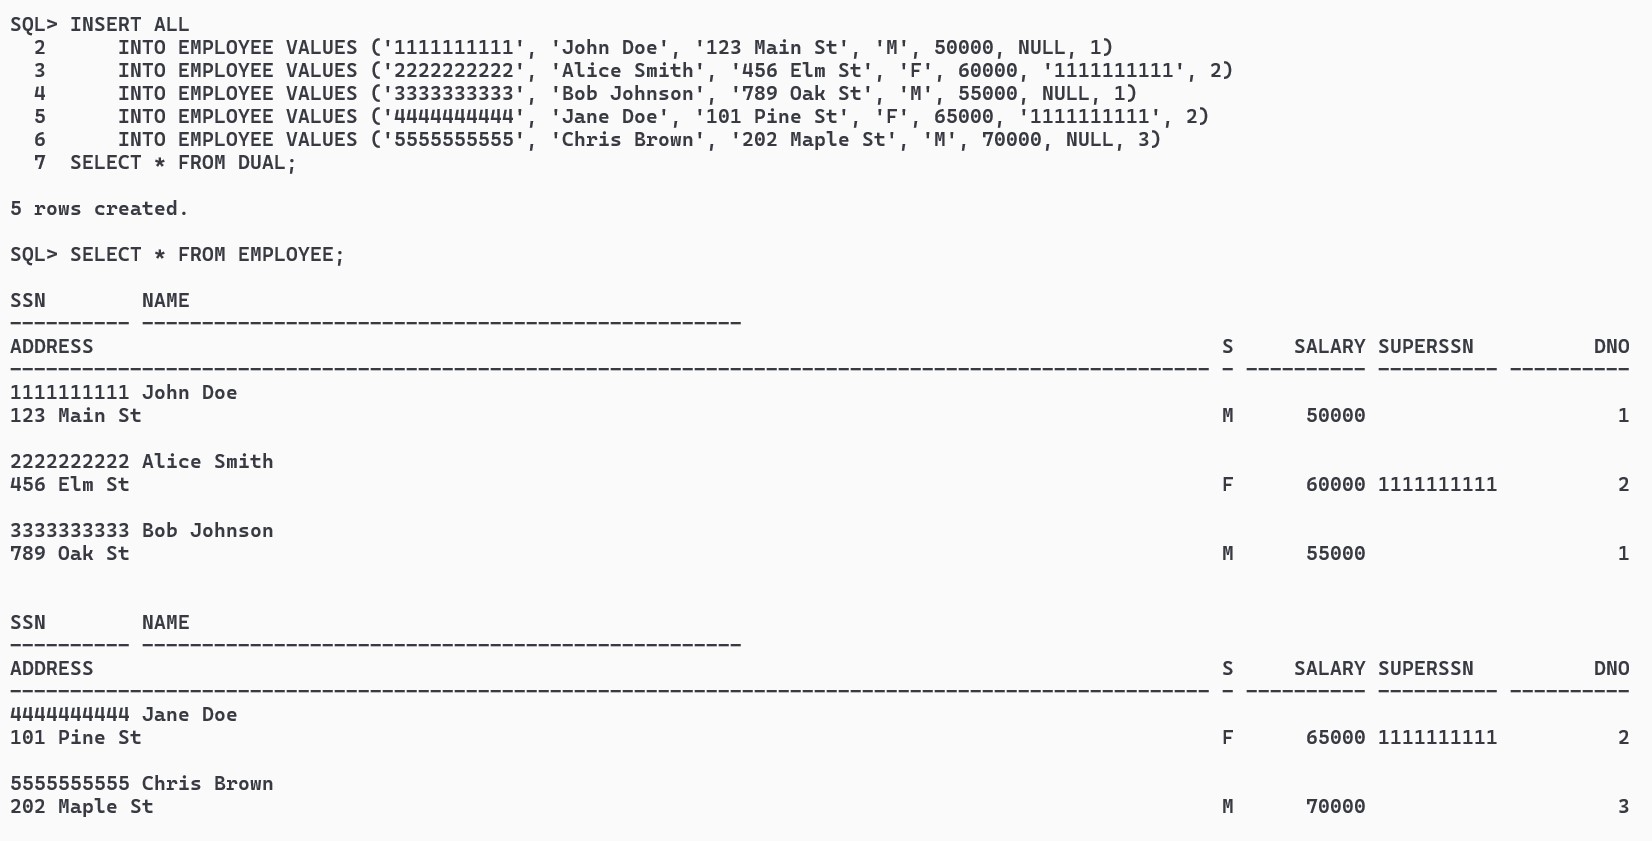 SQL> INSERT ALL
  2      INTO EMPLOYEE VALUES ('1111111111', 'John Doe', '123 Main St', 'M', 50000, NULL, 1)
  3      INTO EMPLOYEE VALUES ('2222222222', 'Alice Smith', '456 Elm St', 'F', 60000, '1111111111', 2)
  4      INTO EMPLOYEE VALUES ('3333333333', 'Bob Johnson', '789 Oak St', 'M', 55000, NULL, 1)
  5      INTO EMPLOYEE VALUES ('4444444444', 'Jane Doe', '101 Pine St', 'F', 65000, '1111111111', 2)
  6      INTO EMPLOYEE VALUES ('5555555555', 'Chris Brown', '202 Maple St', 'M', 70000, NULL, 3)
  7  SELECT * FROM DUAL;

5 rows created.

SQL> SELECT * FROM EMPLOYEE;

SSN        NAME
---------- --------------------------------------------------
ADDRESS                                                                                              S     SALARY SUPERSSN          DNO
---------------------------------------------------------------------------------------------------- - ---------- ---------- ----------
1111111111 John Doe
123 Main St                                                                                          M      50000                     1

2222222222 Alice Smith
456 Elm St                                                                                           F      60000 1111111111          2

3333333333 Bob Johnson
789 Oak St                                                                                           M      55000                     1


SSN        NAME
---------- --------------------------------------------------
ADDRESS                                                                                              S     SALARY SUPERSSN          DNO
---------------------------------------------------------------------------------------------------- - ---------- ---------- ----------
4444444444 Jane Doe
101 Pine St                                                                                          F      65000 1111111111          2

5555555555 Chris Brown
202 Maple St                                                                                         M      70000                     3